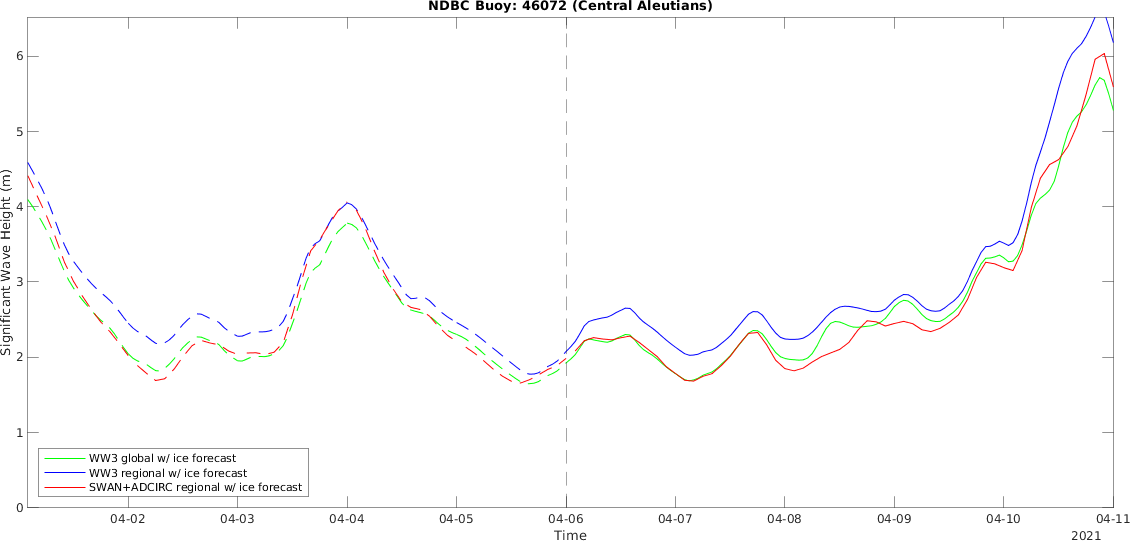 NDBC Buoy: 46072 (Central Aleutians)
Significant Wave Height (m)
6
5
4
3
2
1
0
WW3 global w/ ice forecast
WW3 regional w/ ice forecast
SWAN+ADCIRC regional w/ ice forecast
04-02 04-03 04-04 04-05 04-06 04-07 04-08 04-09 04-10 04-11
Time
2021